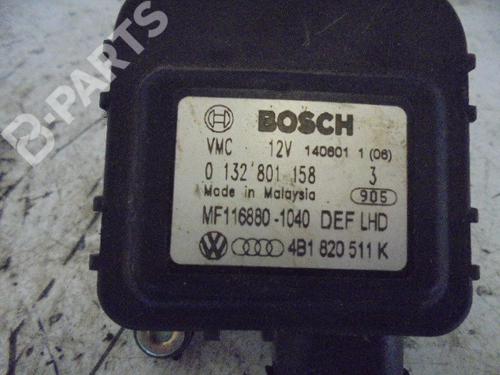 B-PARTS
BOSCH
VMC 12V 140601 1 (06)
0 132 801 158 3
Made in Malaysia 905
MF116880-1040 DEF LHD
4B1 820 511 K